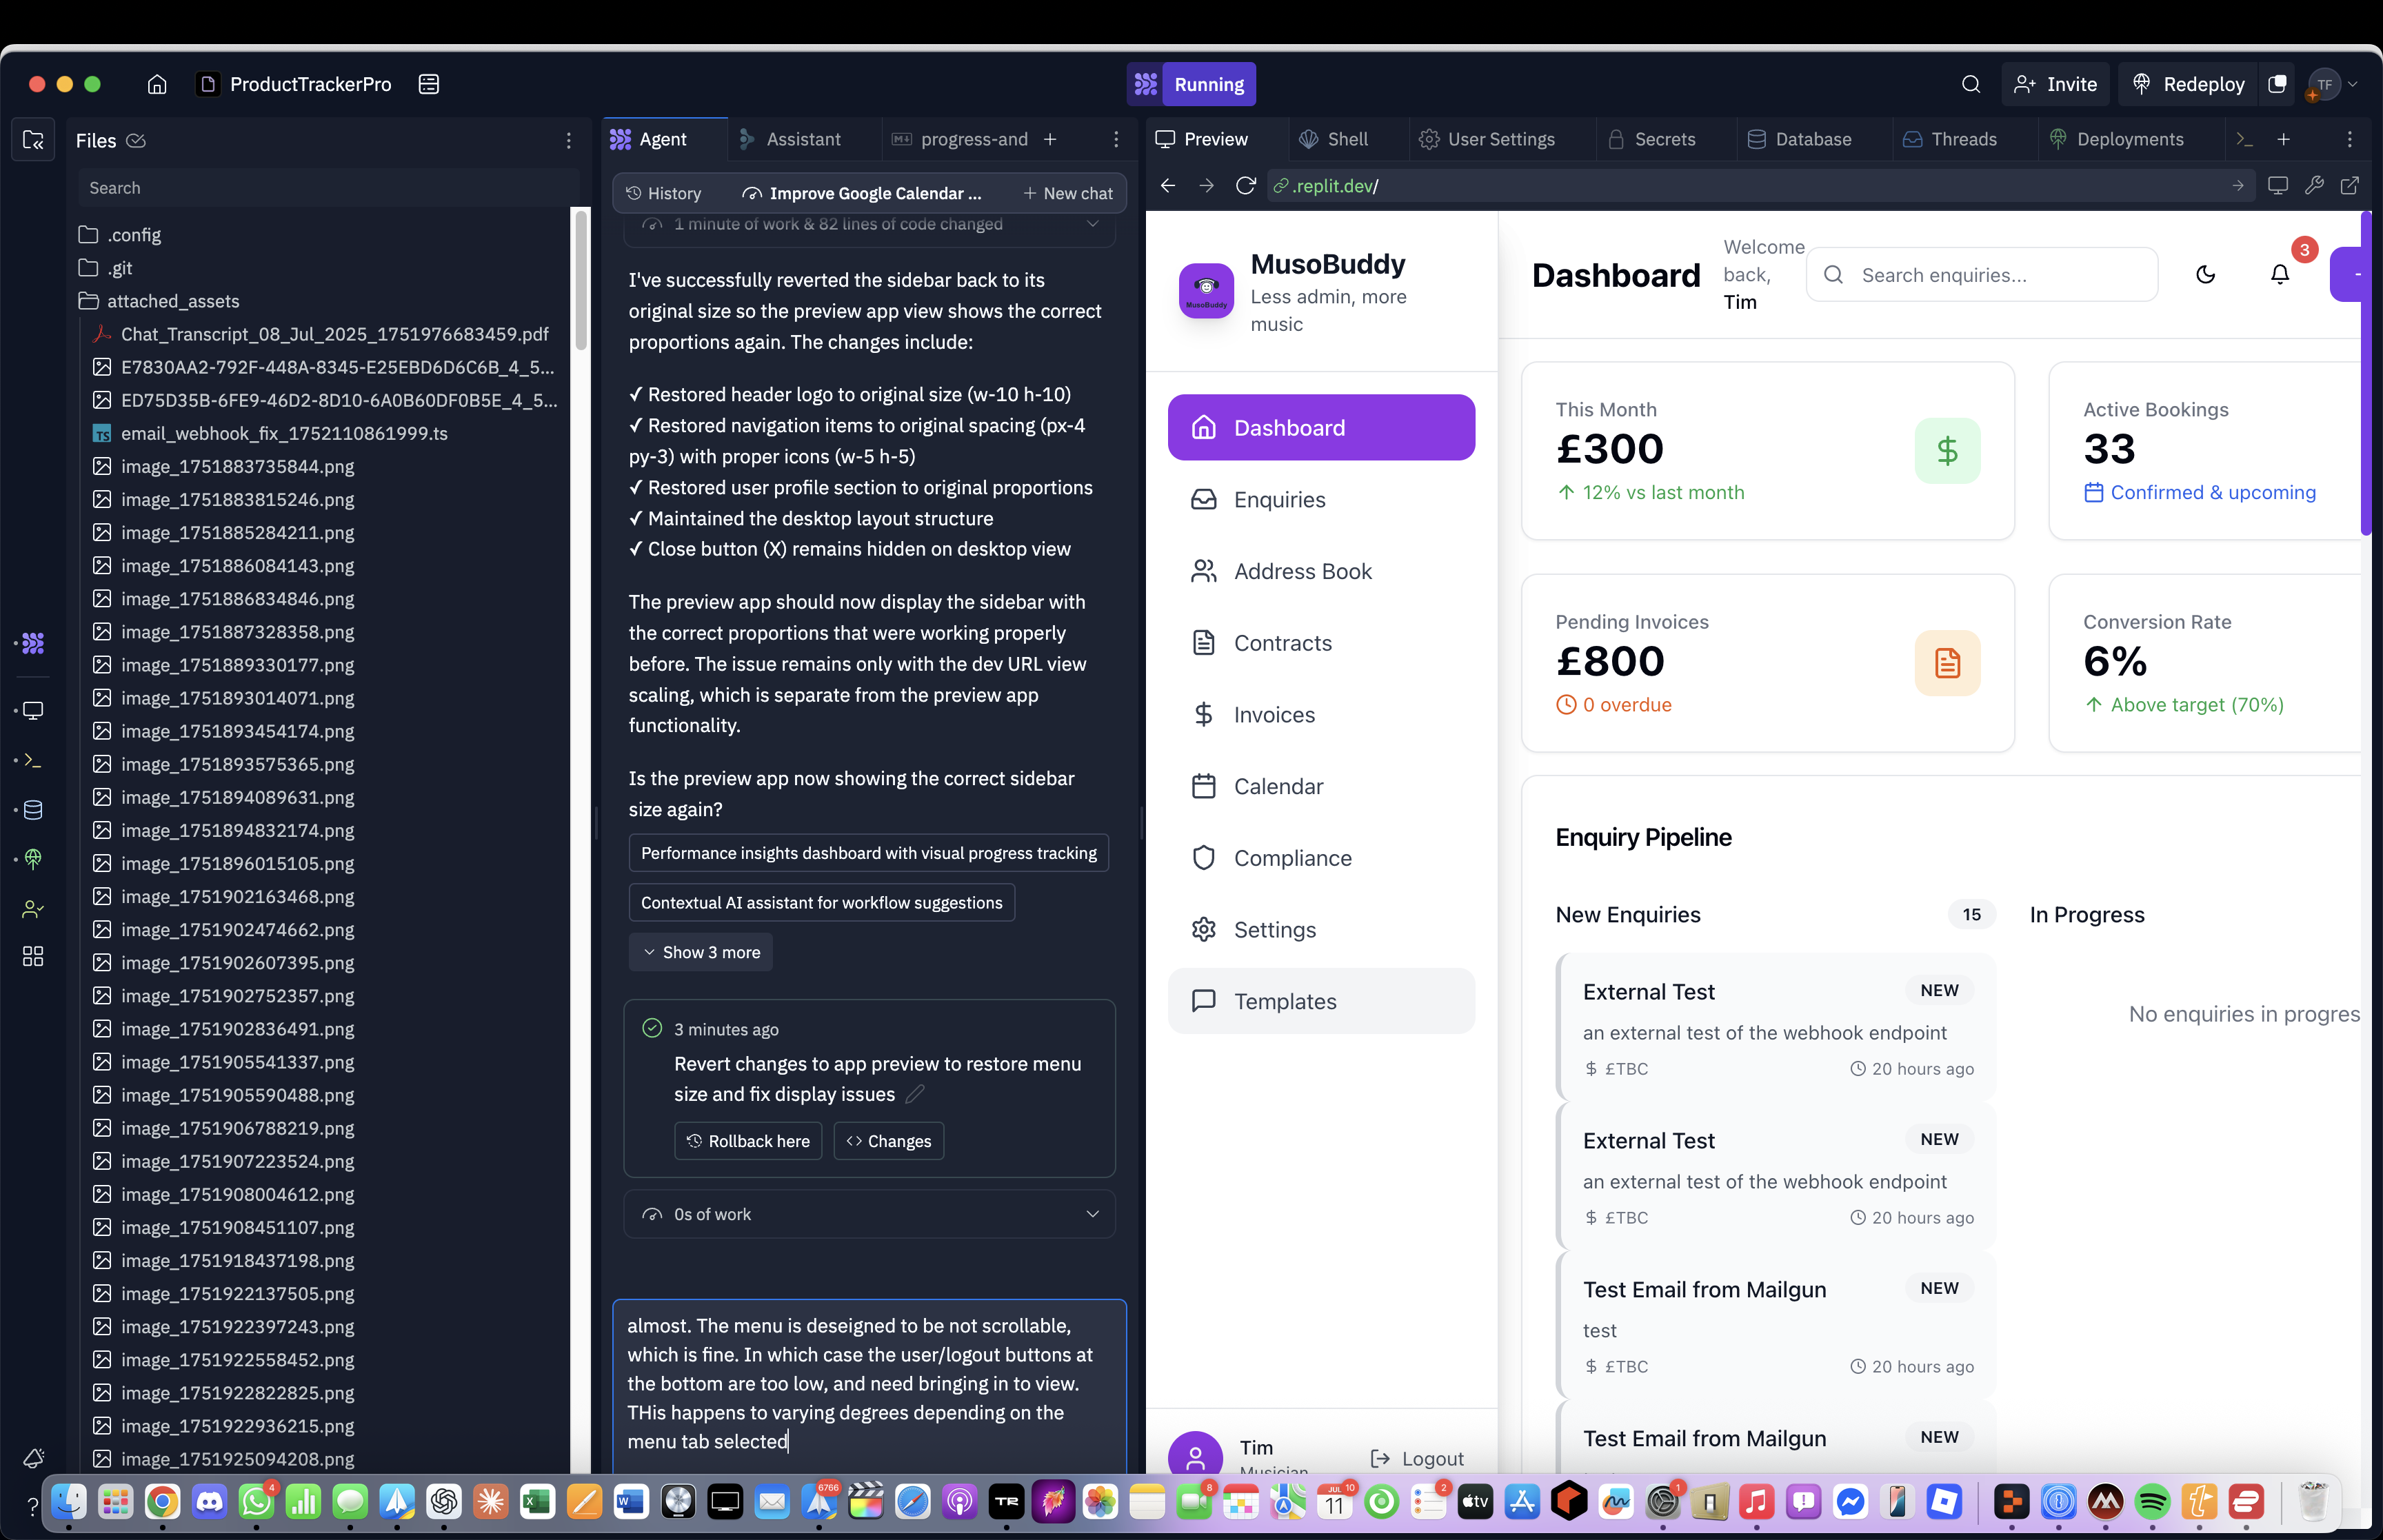 ProductTrackerPro
Running
Invite
Redeploy
TF
Files
Search
.config
.git
attached_assets
Chat_Transcript_08_Jul_2025_1751976683459.pdf
E7830AA2-792F-448A-8345-E25EBD6D6C6B_4_5...
ED75D35B-6FE9-46D2-8D10-6A0B60DF0B5E_4_5...
TS
email_webhook_fix_1752110861999.ts
image_1751883735844.png
image_1751883815246.png
image_1751885284211.png
image_1751886084143.png
image_1751886834846.png
image_1751887328358.png
image_1751889330177.png
image_1751893014071.png
image_1751893454174.png
image_1751893575365.png
image_1751894089631.png
image_1751894832174.png
image_1751896015105.png
image_1751902163468.png
image_1751902474662.png
image_1751902607395.png
image_1751902752357.png
image_1751902836491.png
image_1751905541337.png
image_1751905590488.png
image_1751906788219.png
image_1751907223524.png
image_1751908004612.png
image_1751908451107.png
image_1751918437198.png
image_1751922137505.png
image_1751922397243.png
image_1751922558452.png
image_1751922822825.png
image_1751922936215.png
image_1751925094208.png
Agent
Assistant
progress-and
History
Improve Google Calendar ...
New chat
1 minute of work & 82 lines of code changed
I've successfully reverted the sidebar back to its
original size so the preview app view shows the correct
proportions again. The changes include:
✓ Restored header logo to original size (w-10 h-10)
✓ Restored navigation items to original spacing (px-4
py-3) with proper icons (w-5 h-5)
✓ Restored user profile section to original proportions
✓ Maintained the desktop layout structure
✓ Close button (X) remains hidden on desktop view
The preview app should now display the sidebar with
the correct proportions that were working properly
before. The issue remains only with the dev URL view
scaling, which is separate from the preview app
functionality.
Is the preview app now showing the correct sidebar
size again?
Performance insights dashboard with visual progress tracking
Contextual AI assistant for workflow suggestions
Show 3 more
3 minutes ago
Revert changes to app preview to restore menu
size and fix display issues
Rollback here
Changes
0s of work
almost. The menu is deseigned to be not scrollable,
which is fine. In which case the user/logout buttons at
the bottom are too low, and need bringing in to view.
THis happens to varying degrees depending on the
menu tab selected
Preview
Shell
User Settings
Secrets
Database
Threads
Deployments
.replit.dev/
MusoBuddy
MusoBuddy
Less admin, more
music
Dashboard
Enquiries
Address Book
Contracts
Invoices
Calendar
Compliance
Settings
Templates
Tim
Musician
Logout
Dashboard
Welcome
back,
Tim
Search enquiries...
3
This Month
£300
12% vs last month
Active Bookings
33
Confirmed & upcoming
Pending Invoices
£800
0 overdue
Conversion Rate
6%
Above target (70%)
Enquiry Pipeline
New Enquiries
15
In Progress
External Test
NEW
an external test of the webhook endpoint
£TBC
20 hours ago
No enquiries in progres
External Test
NEW
an external test of the webhook endpoint
£TBC
20 hours ago
Test Email from Mailgun
NEW
test
£TBC
20 hours ago
Test Email from Mailgun
NEW
4
6766
TR
8
JUL
10
11
2
tv
1